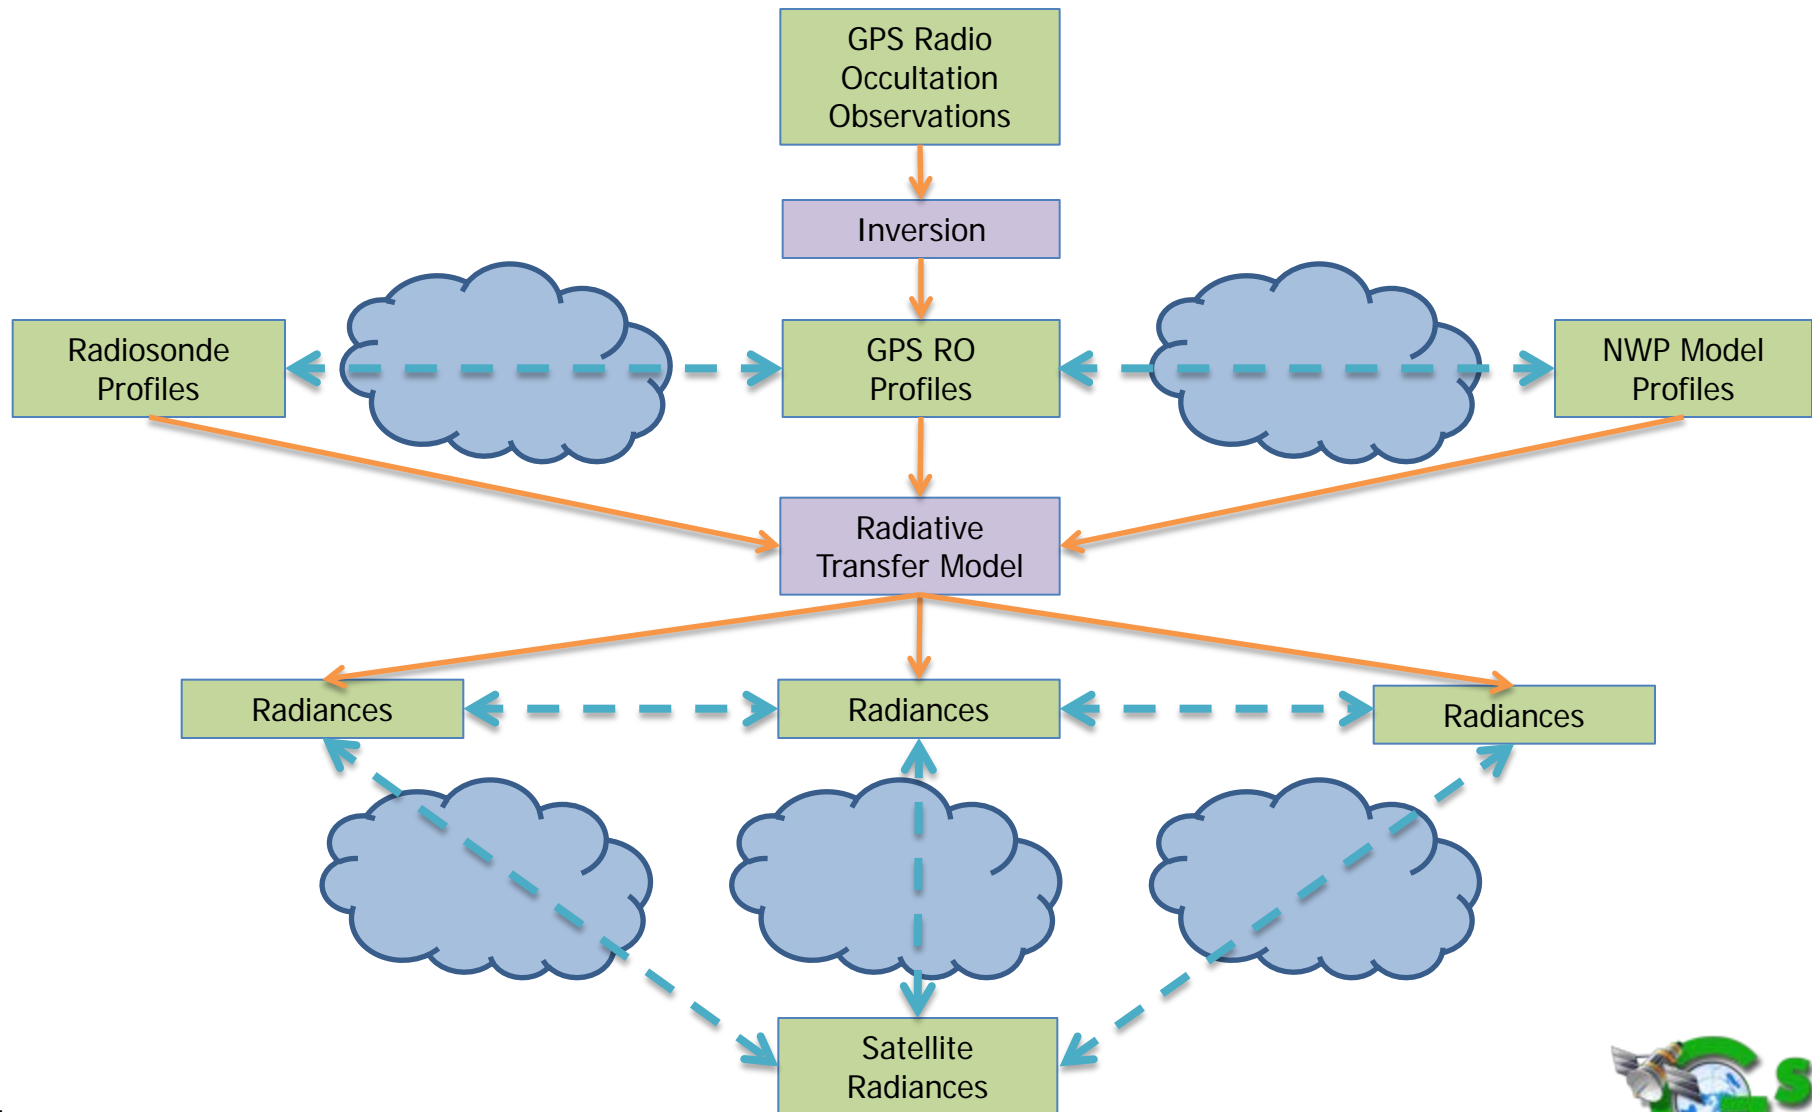 GPS Radio
Occultation
Observations
Inversion
Radiosonde
Profiles
GPS RO
Profiles
NWP Model
Profiles
Radiative
Transfer Model
Radiances
Radiances
Radiances
Satellite
Radiances